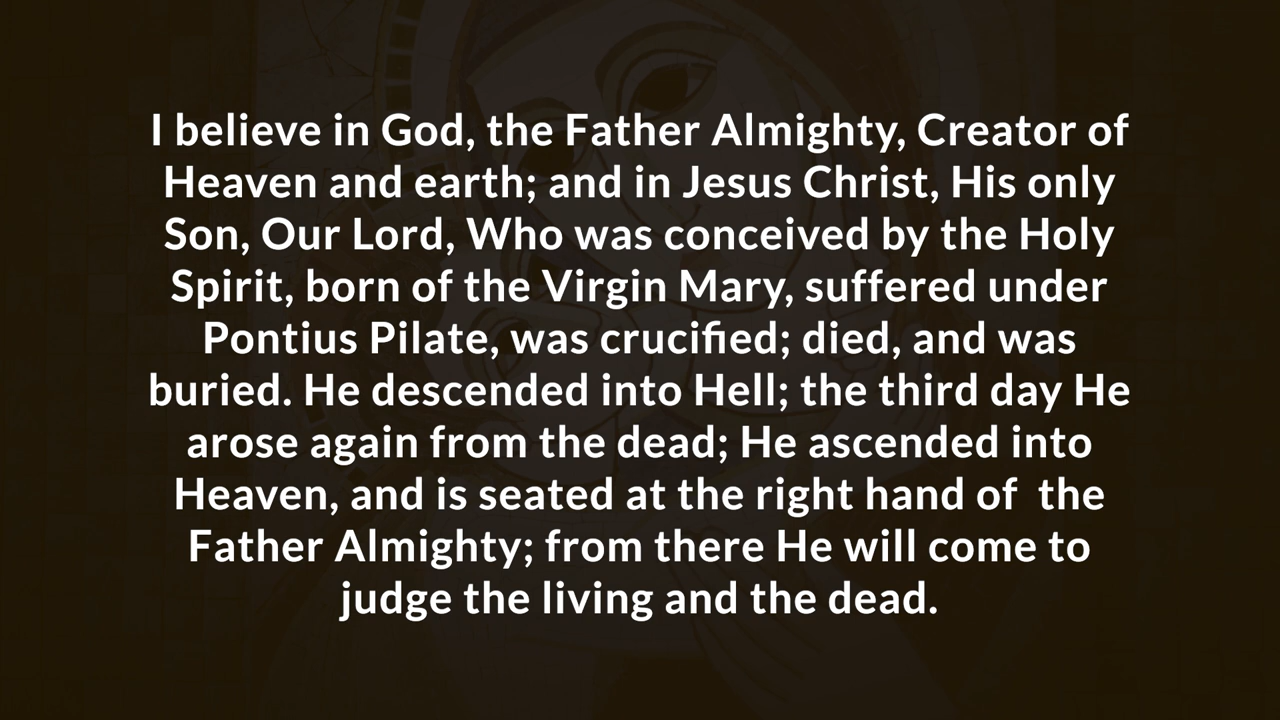 I believe in God, the Father Almighty, Creator of
Heaven and earth; and in Jesus Christ, His only
Son, Our Lord, Who was conceived by the Holy
Spirit, born of the Virgin Mary, suffered under
Pontius Pilate, was crucified; died, and was
buried. He descended into Hell; the third day He
arose again from the dead; He ascended into
Heaven, and is seated at the right hand of  the
Father Almighty; from there He will come to
judge the living and the dead.